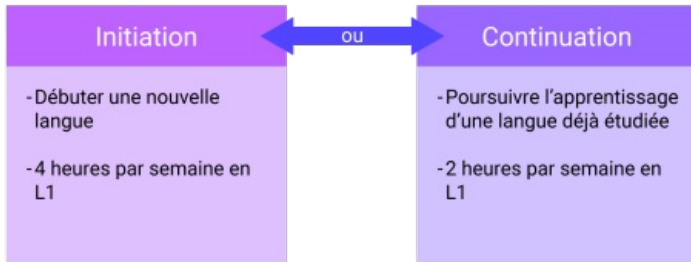 Initiation
ou
Continuation
-Débuter une nouvelle
langue
-4 heures par semaine en
L1
-Poursuivre l'apprentissage
d'une langue déjà étudiée
-2 heures par semaine en
L1